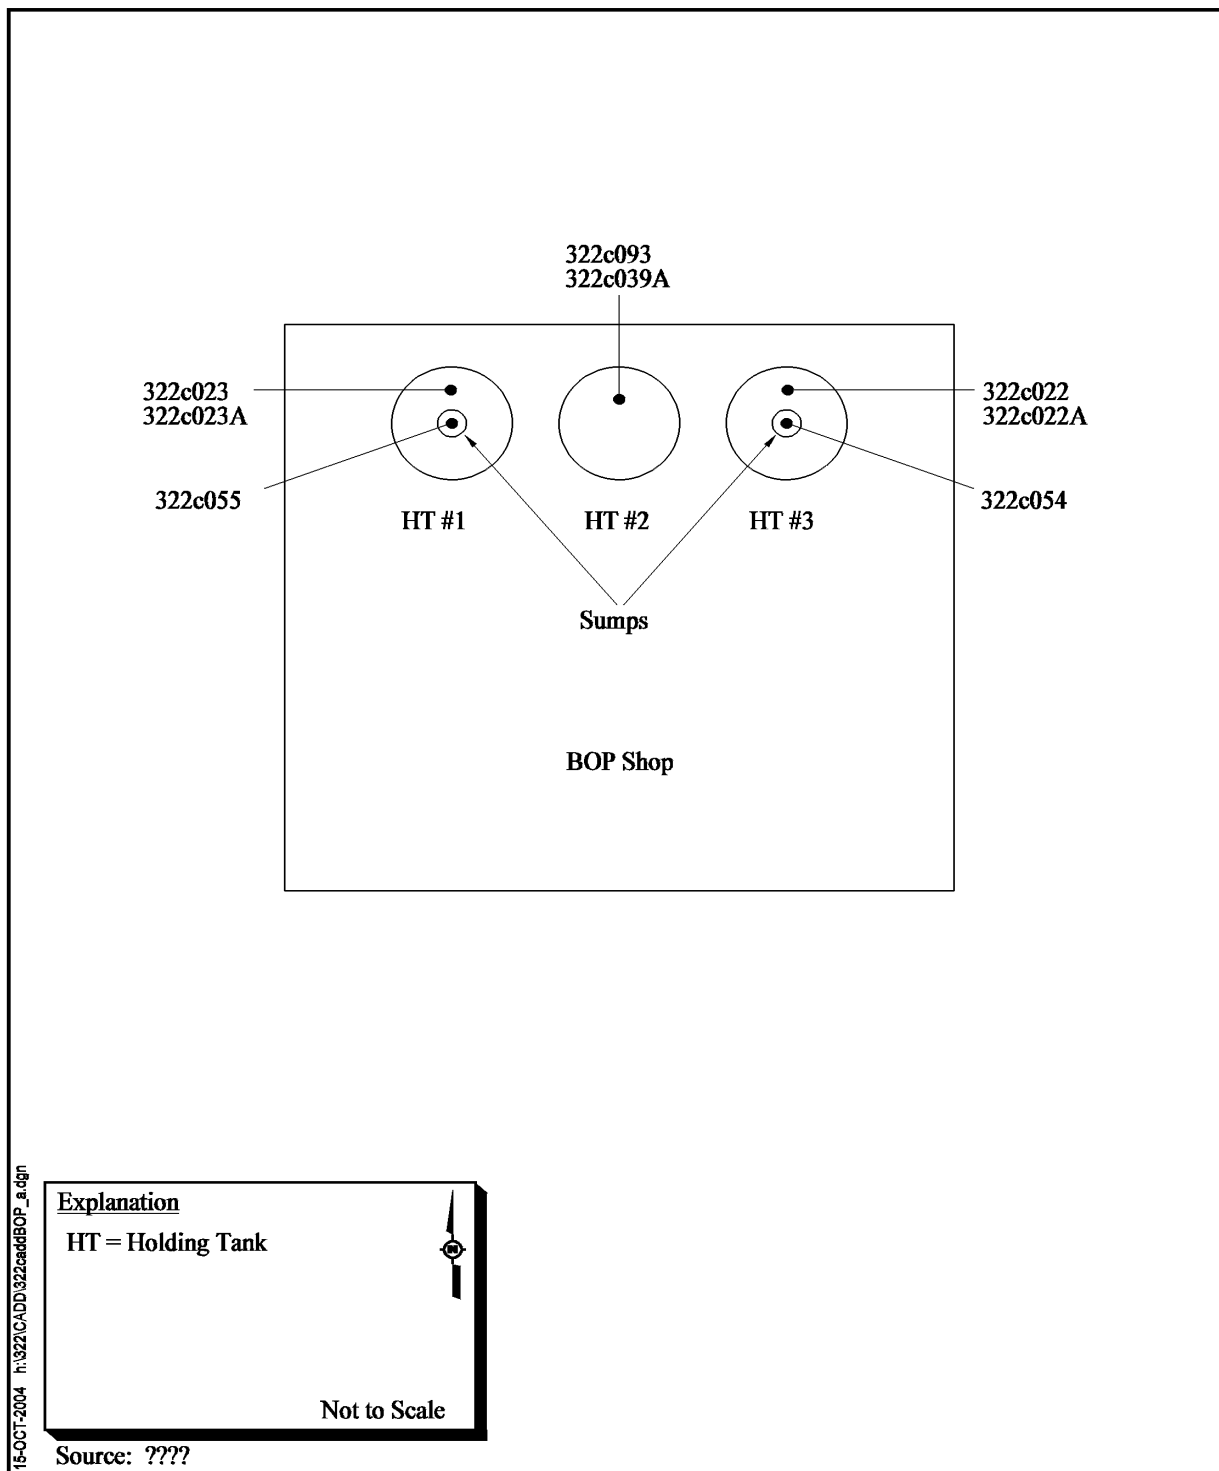 322c093
322c039A
322c023
322c023A
322c022
322c022A
322c055
322c054
HT #1
HT #2
HT #3
Sumps
BOP Shop
15-OCT-2004 h:\322\CADD\322caddBOP_a.dgn
Explanation
HT = Holding Tank
N
Not to Scale
Source: ????